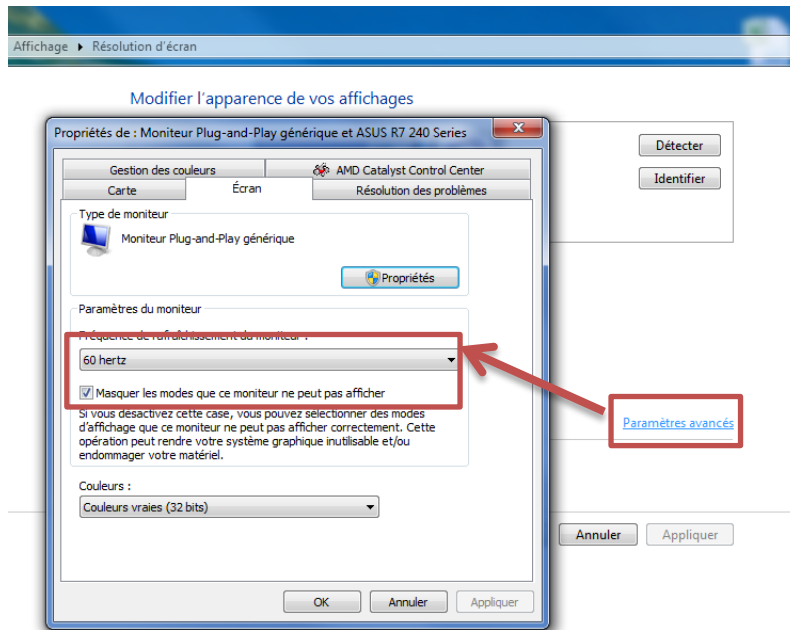 Affichage ▸ Résolution d'écran
Modifier l'apparence de vos affichages
Propriétés de : Moniteur Plug-and-Play générique et ASUS R7 240 Series
Détecter
Identifier
Gestion des couleurs
AMD Catalyst Control Center
Carte
Écran
Résolution des problèmes
Type de moniteur
Moniteur Plug-and-Play générique
Propriétés
Paramètres du moniteur
Fréquence de rafraîchissement du moniteur :
60 hertz
Masquer les modes que ce moniteur ne peut pas afficher
Si vous désactivez cette case, vous pouvez sélectionner des modes
d'affichage que ce moniteur ne peut pas afficher correctement. Cette
opération peut rendre votre système graphique inutilisable et/ou
endommager votre matériel.
Paramètres avancés
Couleurs :
Couleurs vraies (32 bits)
Annuler
Appliquer
OK
Annuler
Appliquer